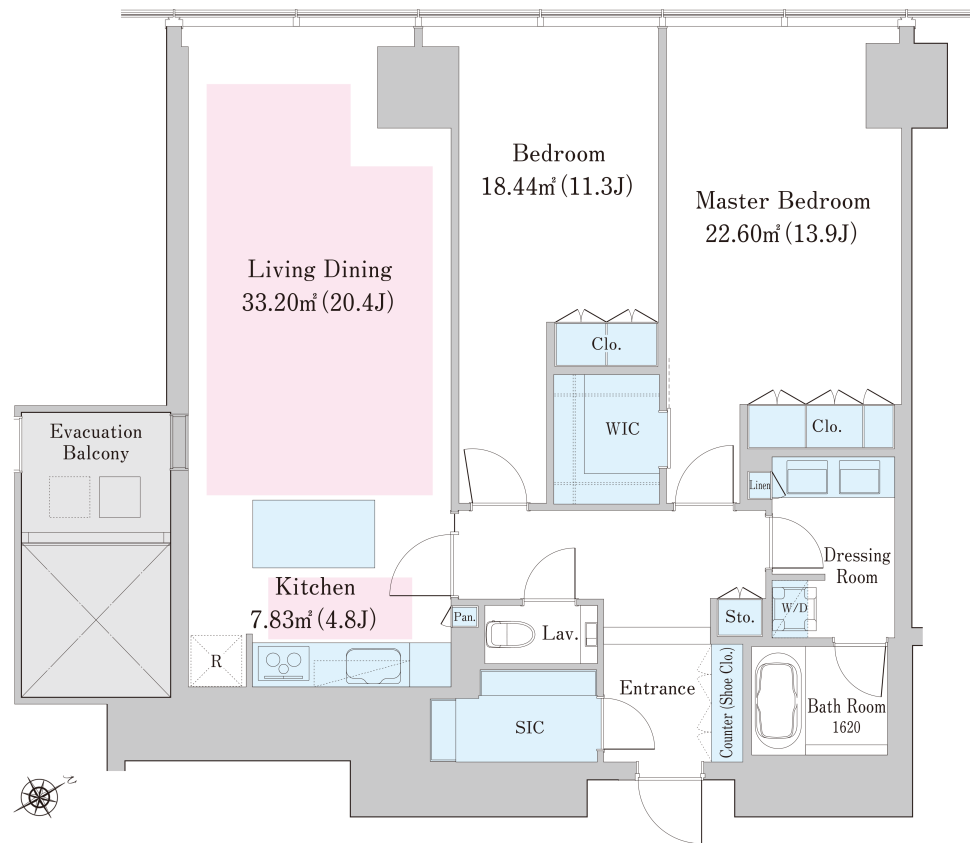 Bedroom
18.44㎡(11.3J)
Master Bedroom
22.60㎡(13.9J)
Living Dining
33.20㎡(20.4J)
Clo.
WIC
Clo.
Evacuation
Balcony
Linen
Dressing
Room
Kitchen
7.83㎡(4.8J)
Pan.
Lav.
Sto.
W/D
R
Entrance
Counter (Shoe Clo.)
SIC
Bath Room
1620
N